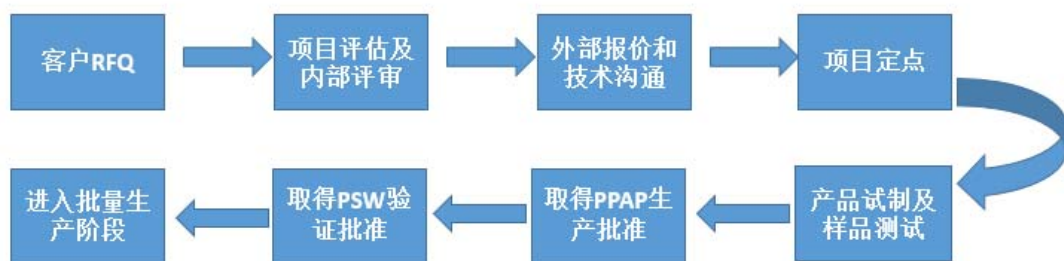 客户RFQ
项目评估及
内部评审
外部报价和
技术沟通
项目定点
产品试制及
样品测试
取得PPAP生
产批准
取得PSW验
证批准
进入批量生
产阶段